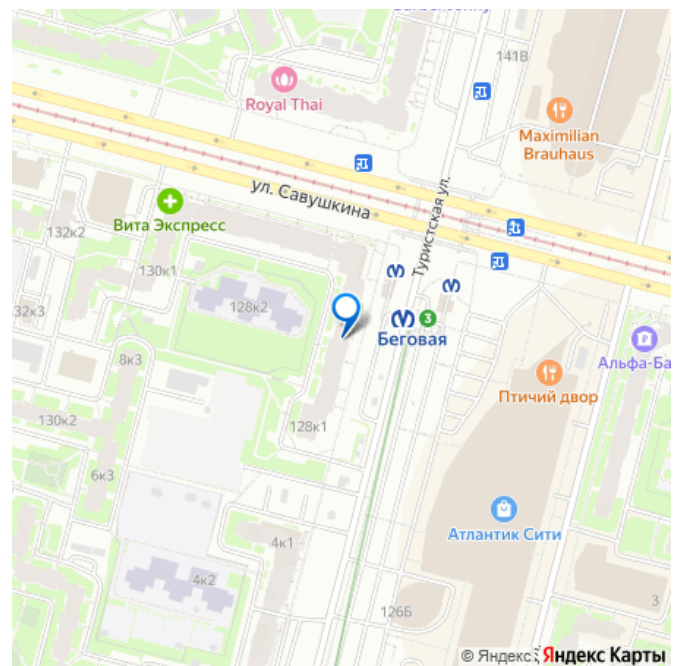 141В
Royal Thai
Maximilian
Brauhaus
ул. Савушкина
Туристская ул.
Вита Экспресс
132к2
130к1
128к2
32к3
3
Беговая
Альфа-Ба
8к3
Птичий двор
130к2
128к1
6к3
Атлантик Сити
4к1
4к2
126Б
3
© Яндекс
Яндекс Карты